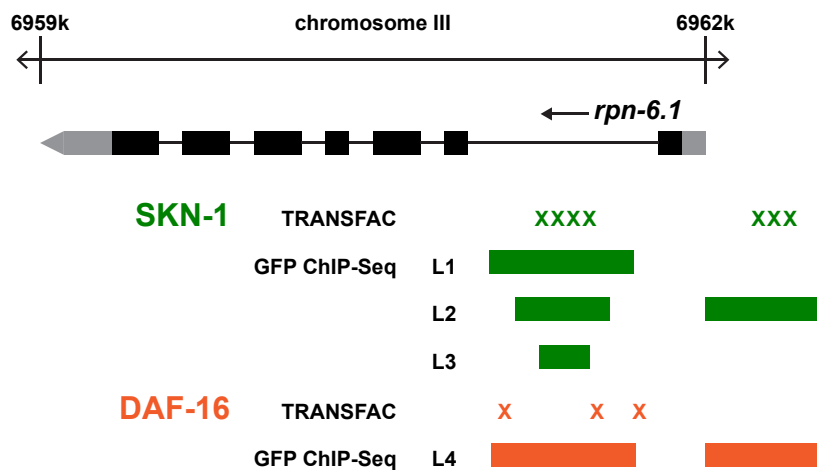 6959k chromosome III 6962k
rpn-6.1
SKN-1 TRANSFAC XXXX XXX
GFP ChIP-Seq L1
L2
L3
DAF-16 TRANSFAC X X X
GFP ChIP-Seq L4